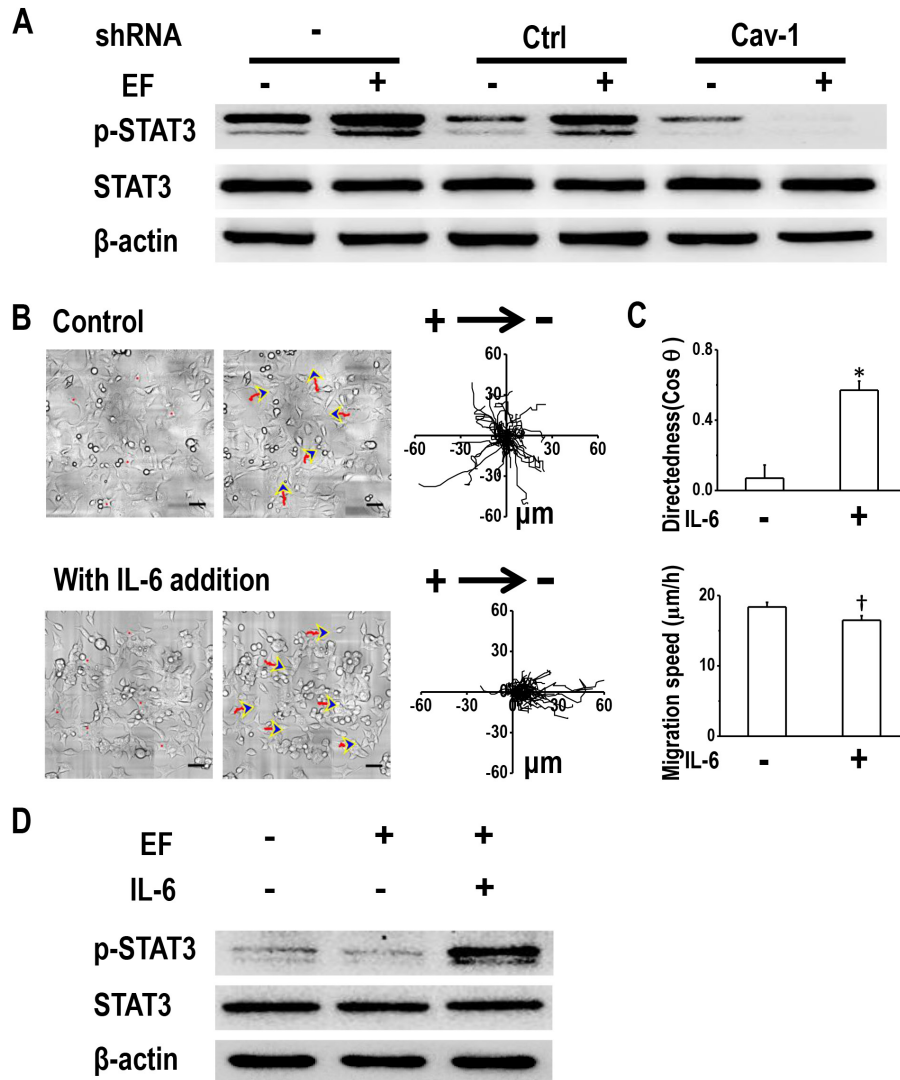 A
shRNA - Ctrl Cav-1
EF - + - + - +
p-STAT3
STAT3
β-actin
B Control
+ -
60
30
-60 -30 0 30 60
-30
-60 μm
With IL-6 addition
+ -
60
30
-60 -30 0 30 60
-30
-60 μm
C
Directedness(Cos θ )
0.8
0.4
0.0
*
IL-6 - +
Migration speed (μm/h)
20
10
0
†
IL-6 - +
D
EF - + +
IL-6 - - +
p-STAT3
STAT3
β-actin